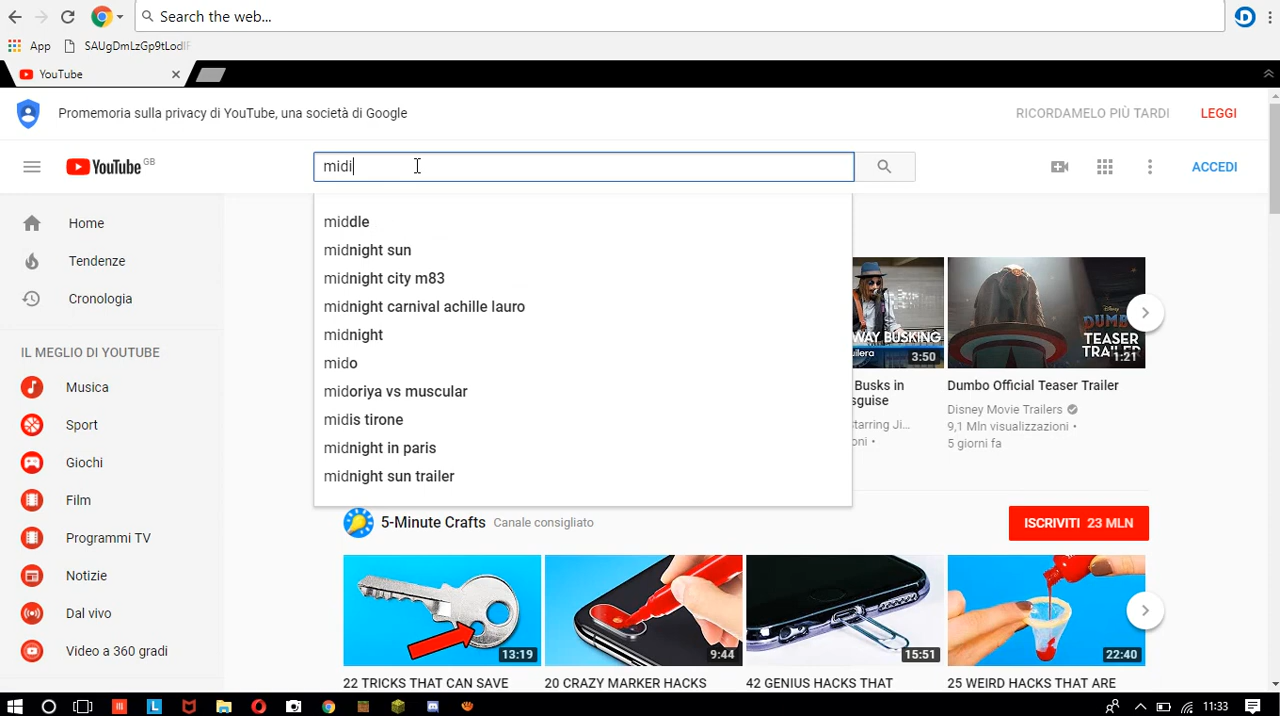 Search the web...
App SAUgDmLzGp9tLodlF
YouTube
Promemoria sulla privacy di YouTube, una società di Google
RICORDAMELO PIÙ TARDI
LEGGI
YouTube GB
midi
ACCEDI
middle
midnight sun
midnight city m83
midnight carnival achille lauro
midnight
mido
midoriya vs muscular
midis tirone
midnight in paris
midnight sun trailer
Home
Tendenze
Cronologia
IL MEGLIO DI YOUTUBE
Musica
Sport
Giochi
Film
Programmi TV
Notizie
Dal vivo
Video a 360 gradi
WAY BUSKING
3:50
Busks in
Disney
DUMBO
TEASER
TRAILER
1:21
Dumbo Official Teaser Trailer
Disney Movie Trailers
9,1 Mln visualizzazioni •
5 giorni fa
5-Minute Crafts Canale consigliato
ISCRIVITI 23 MLN
13:19
9:44
15:51
22:40
22 TRICKS THAT CAN SAVE
20 CRAZY MARKER HACKS
42 GENIUS HACKS THAT
25 WEIRD HACKS THAT ARE
11:33